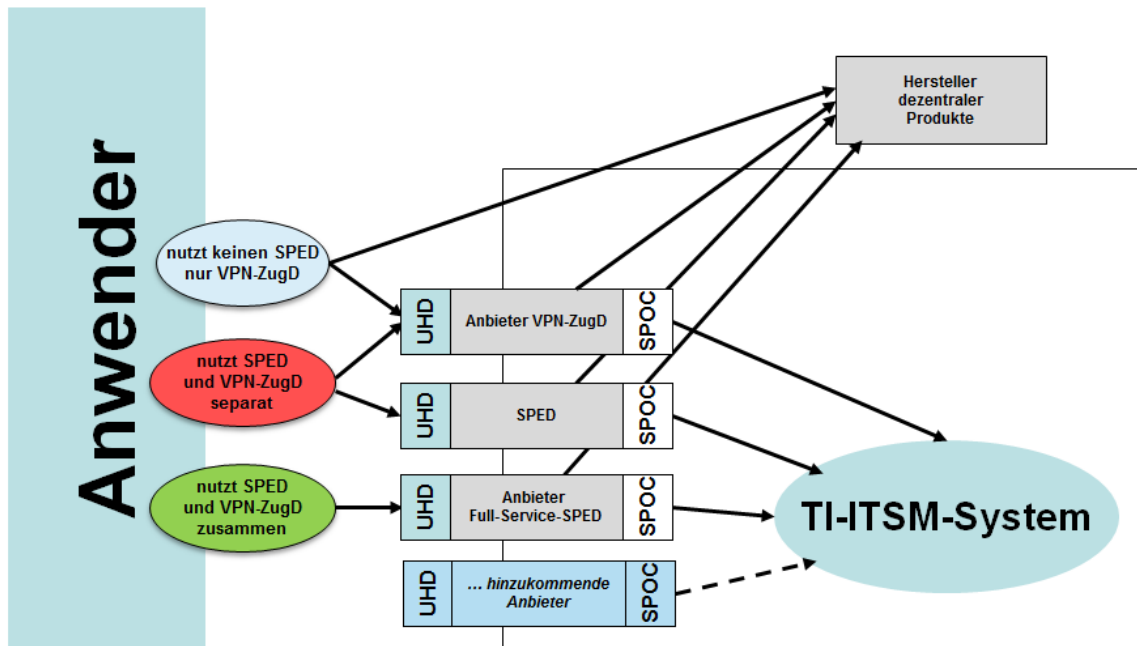 Anwender
Hersteller
dezentraler
Produkte
nutzt keinen SPED
nur VPN-ZugD
UHD
Anbieter VPN-ZugD
SPOC
nutzt SPED
und VPN-ZugD
separat
UHD
SPED
SPOC
nutzt SPED
und VPN-ZugD
zusammen
UHD
Anbieter
Full-Service-SPED
SPOC
TI-ITSM-System
UHD
... hinzukommende
Anbieter
SPOC